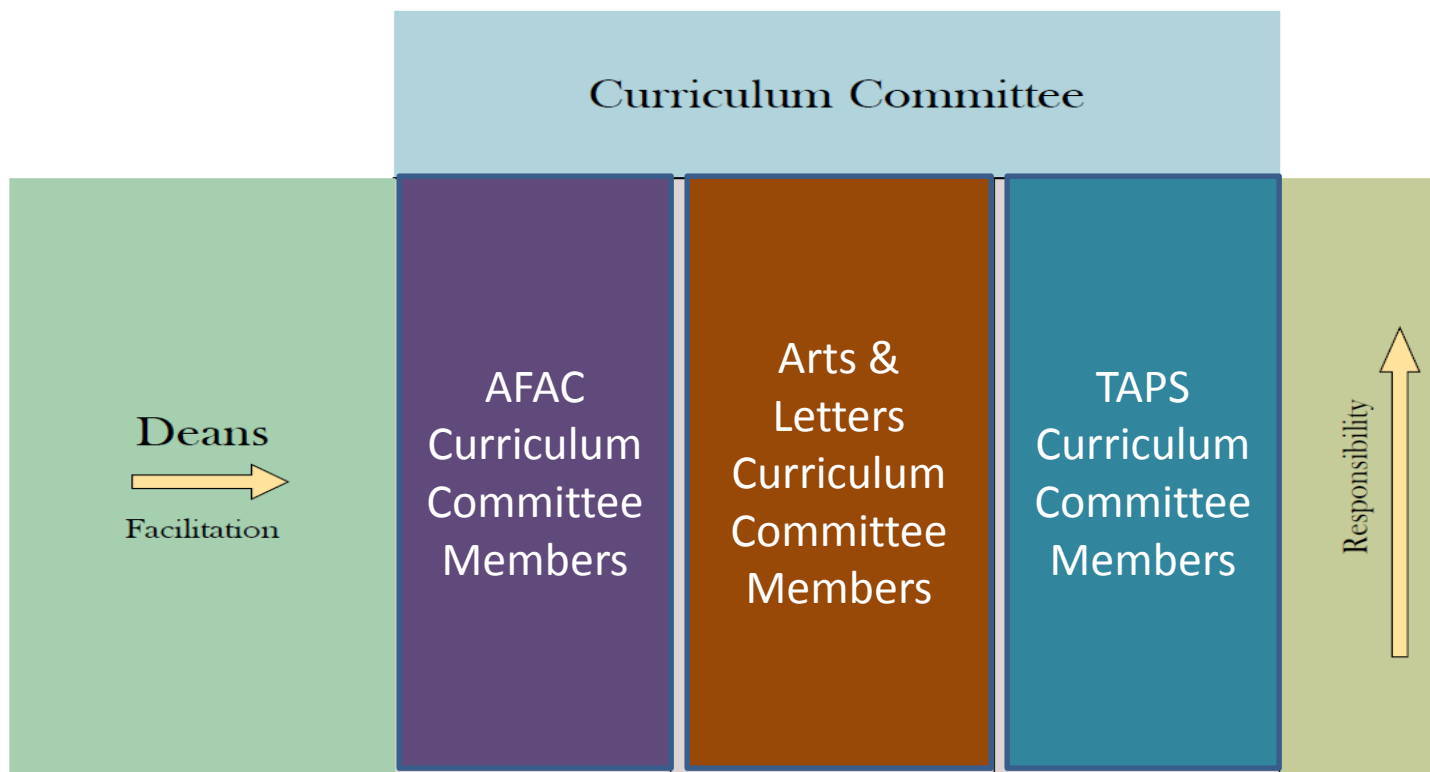 Curriculum Committee
Deans
Facilitation
AFAC
Curriculum
Committee
Members
Arts &
Letters
Curriculum
Committee
Members
TAPS
Curriculum
Committee
Members
Responsibility